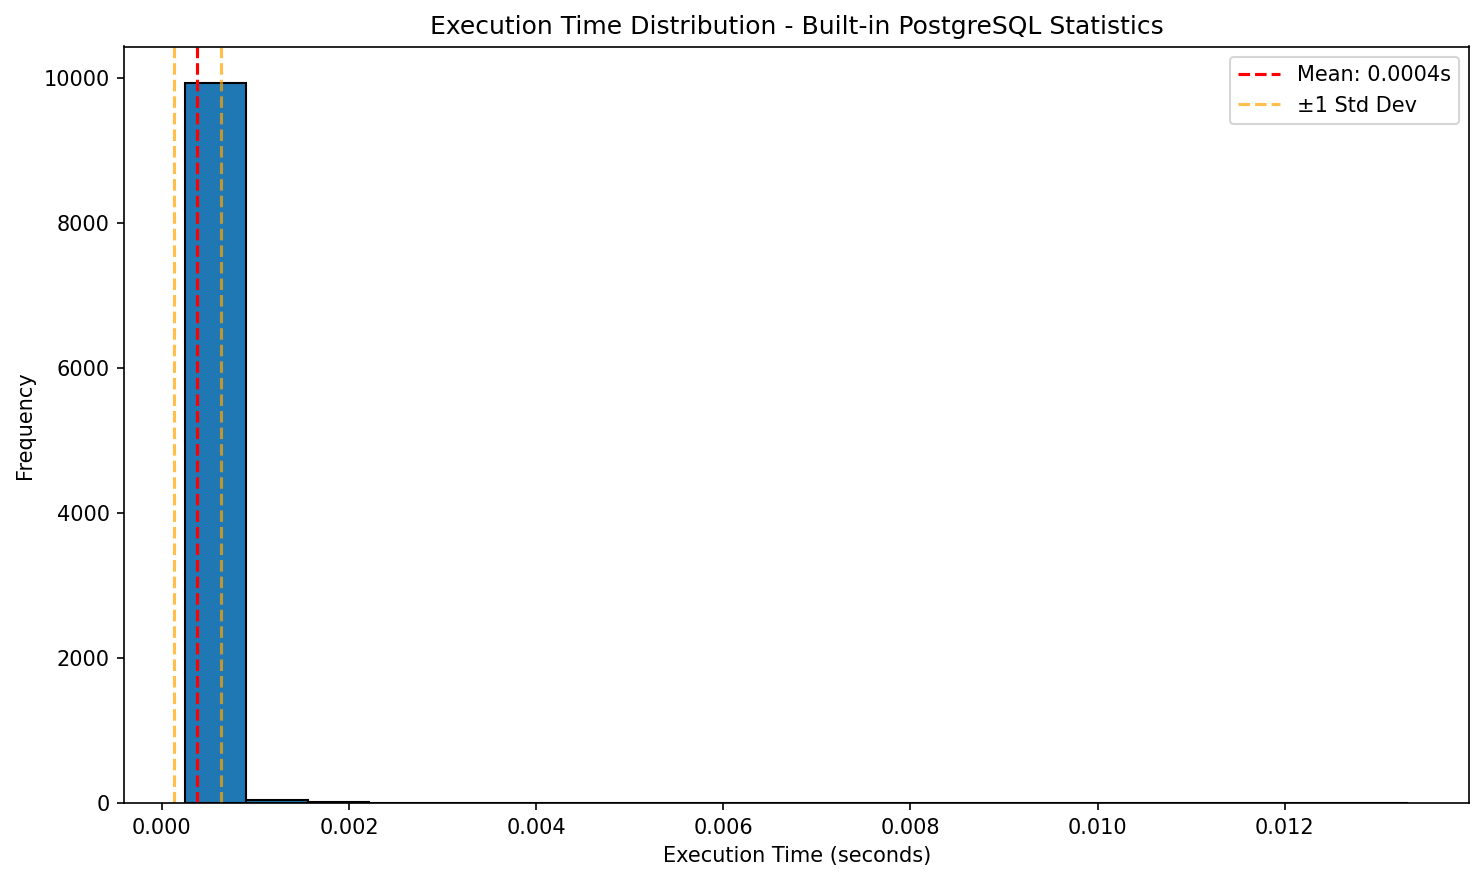 Execution Time Distribution - Built-in PostgreSQL Statistics
Mean: 0.0004s
±1 Std Dev
Frequency
10000
8000
6000
4000
2000
0
0.000 0.002 0.004 0.006 0.008 0.010 0.012
Execution Time (seconds)